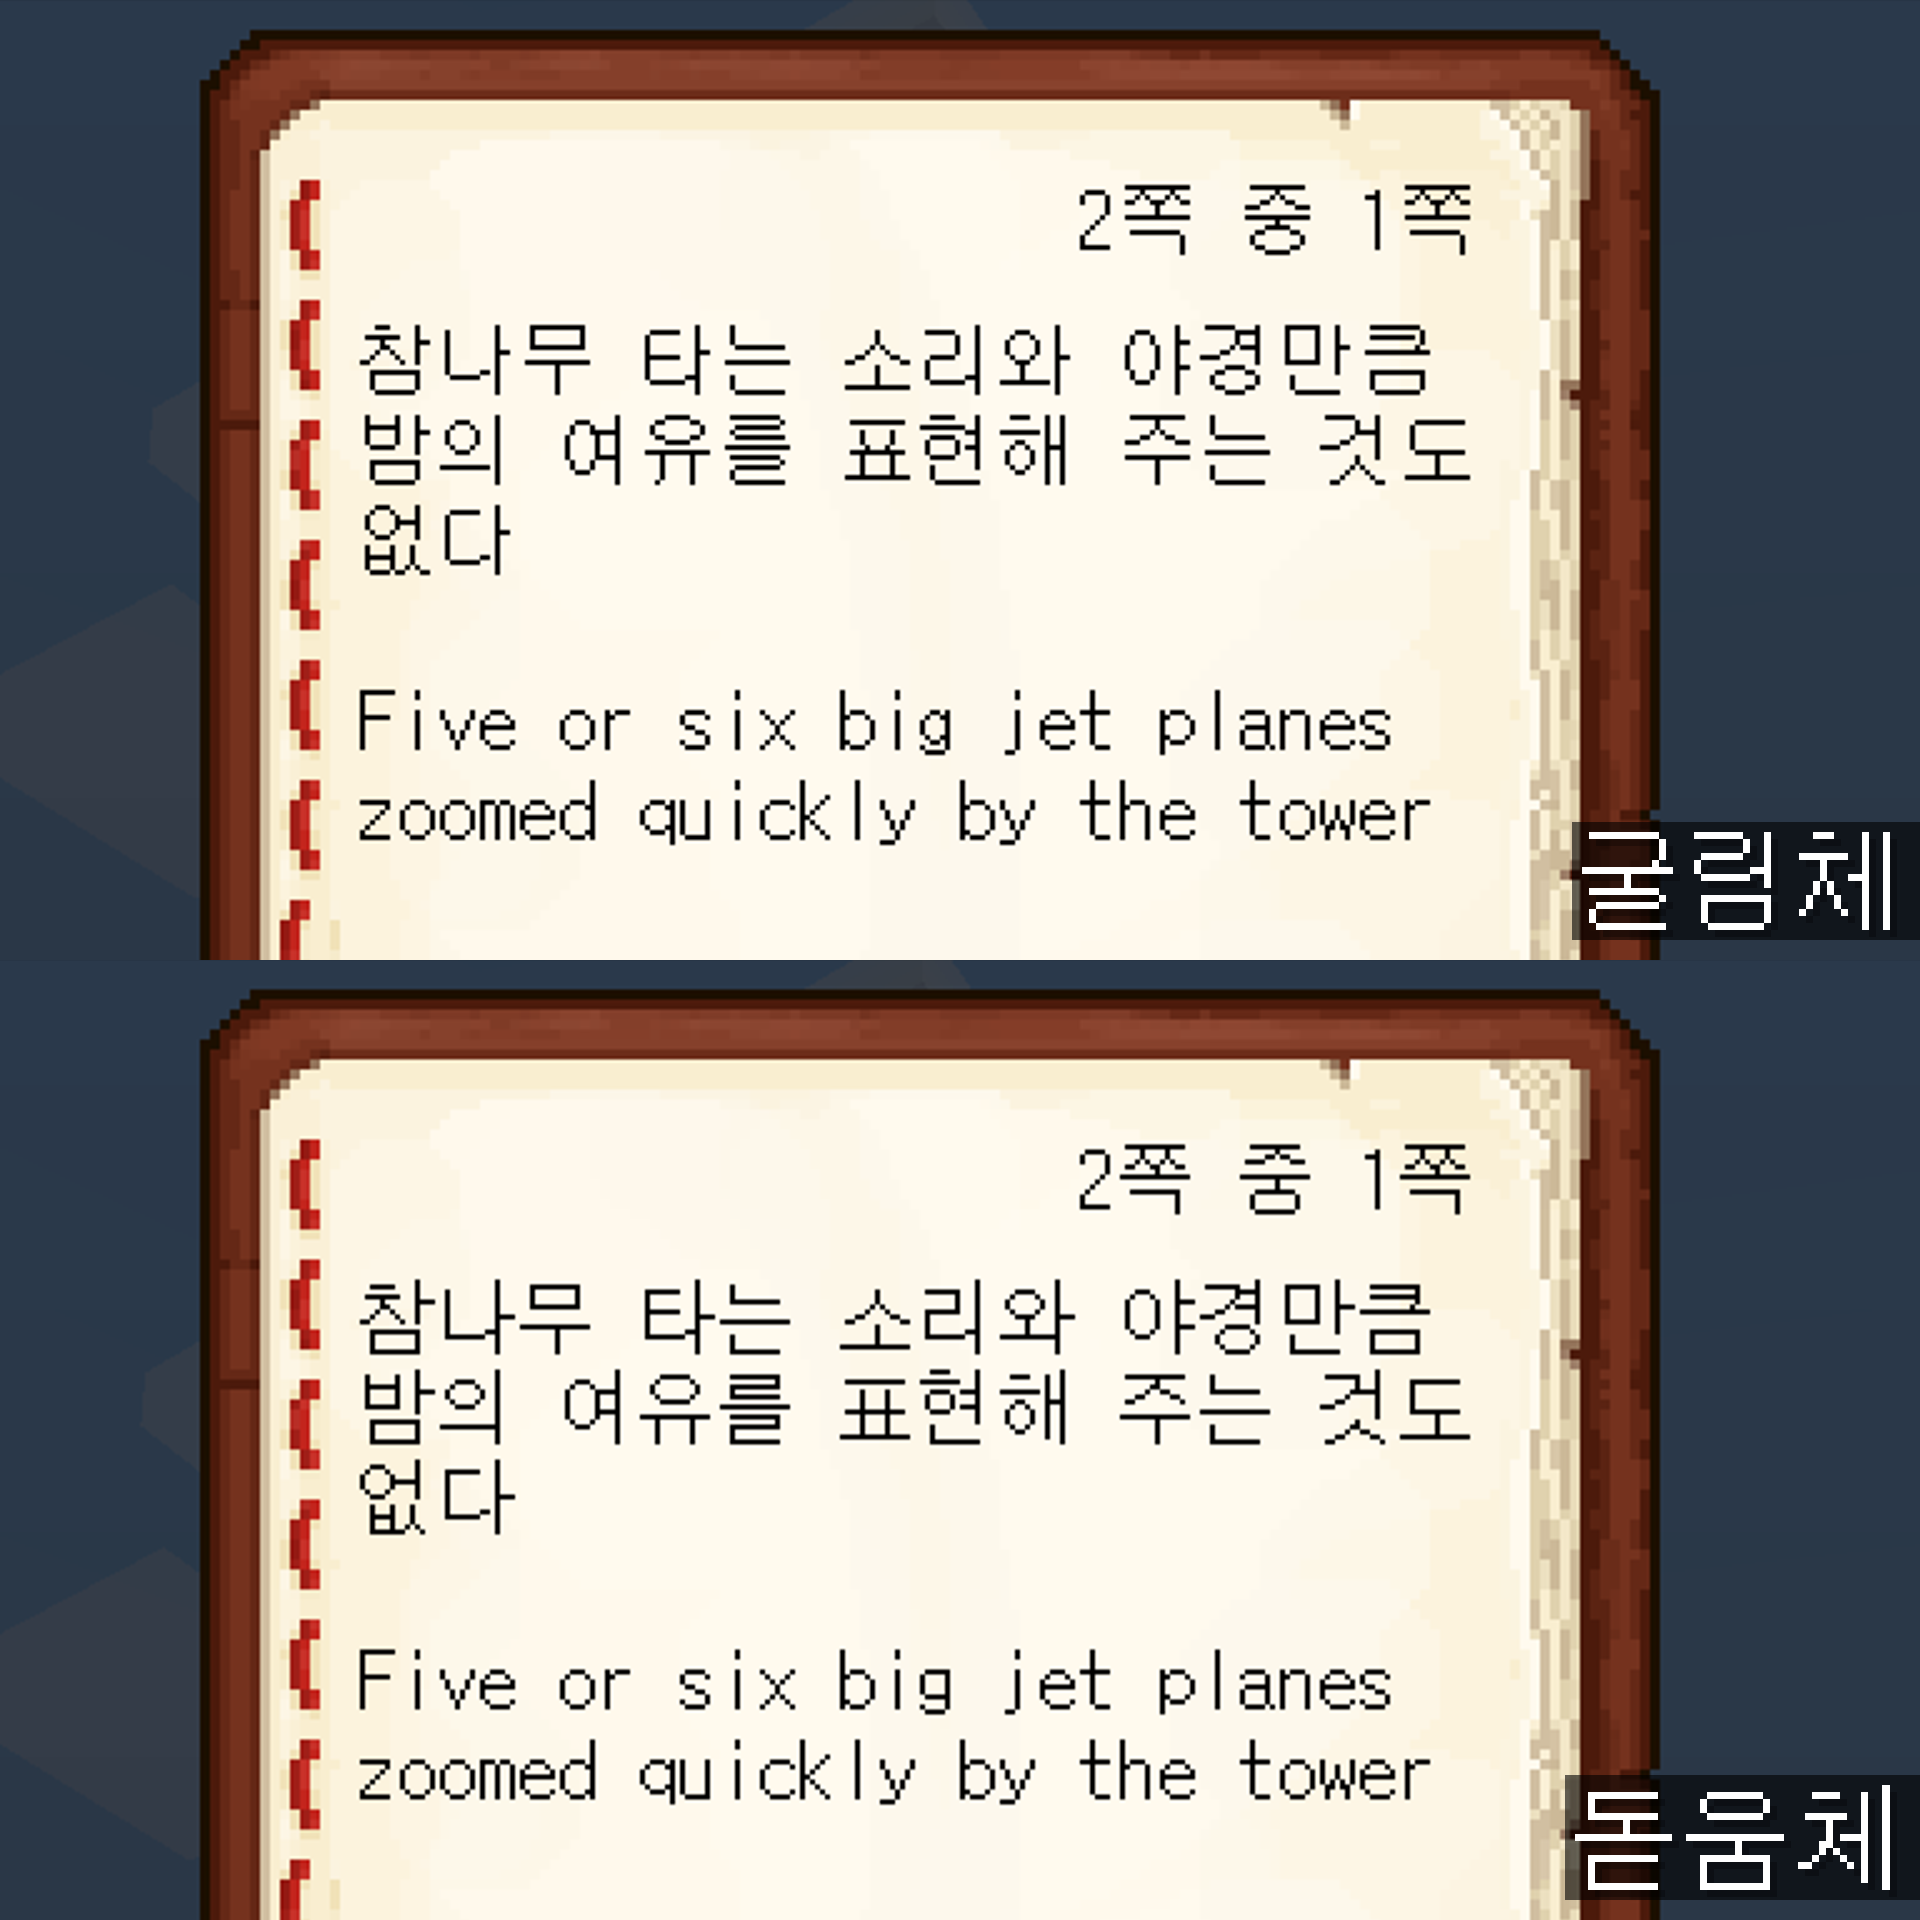 2쪽 중 1쪽
참나무 타는 소리와 야경만큼
밤의 여유를 표현해 주는 것도
없다
Five or six big jet planes
zoomed quickly by the tower
굴림체
2쪽 중 1쪽
참나무 타는 소리와 야경만큼
밤의 여유를 표현해 주는 것도
없다
Five or six big jet planes
zoomed quickly by the tower
돋움체